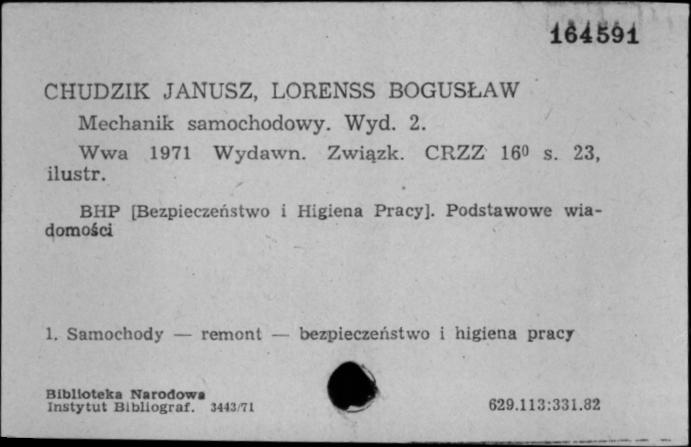 164591
CHUDZIK JANUSZ, LORENSS BOGUSŁAW
Mechanik samochodowy. Wyd. 2.
Wwa 1971 Wydawn. Związk. CRZZ 16⁰ s. 23,
ilustr.
BHP [Bezpieczeństwo i Higiena Pracy]. Podstawowe wia-
domości
1. Samochody — remont — bezpieczeństwo i higiena pracy
Biblioteka Narodowa
Instytut Bibliograf. 3443/71
629.113:331.82